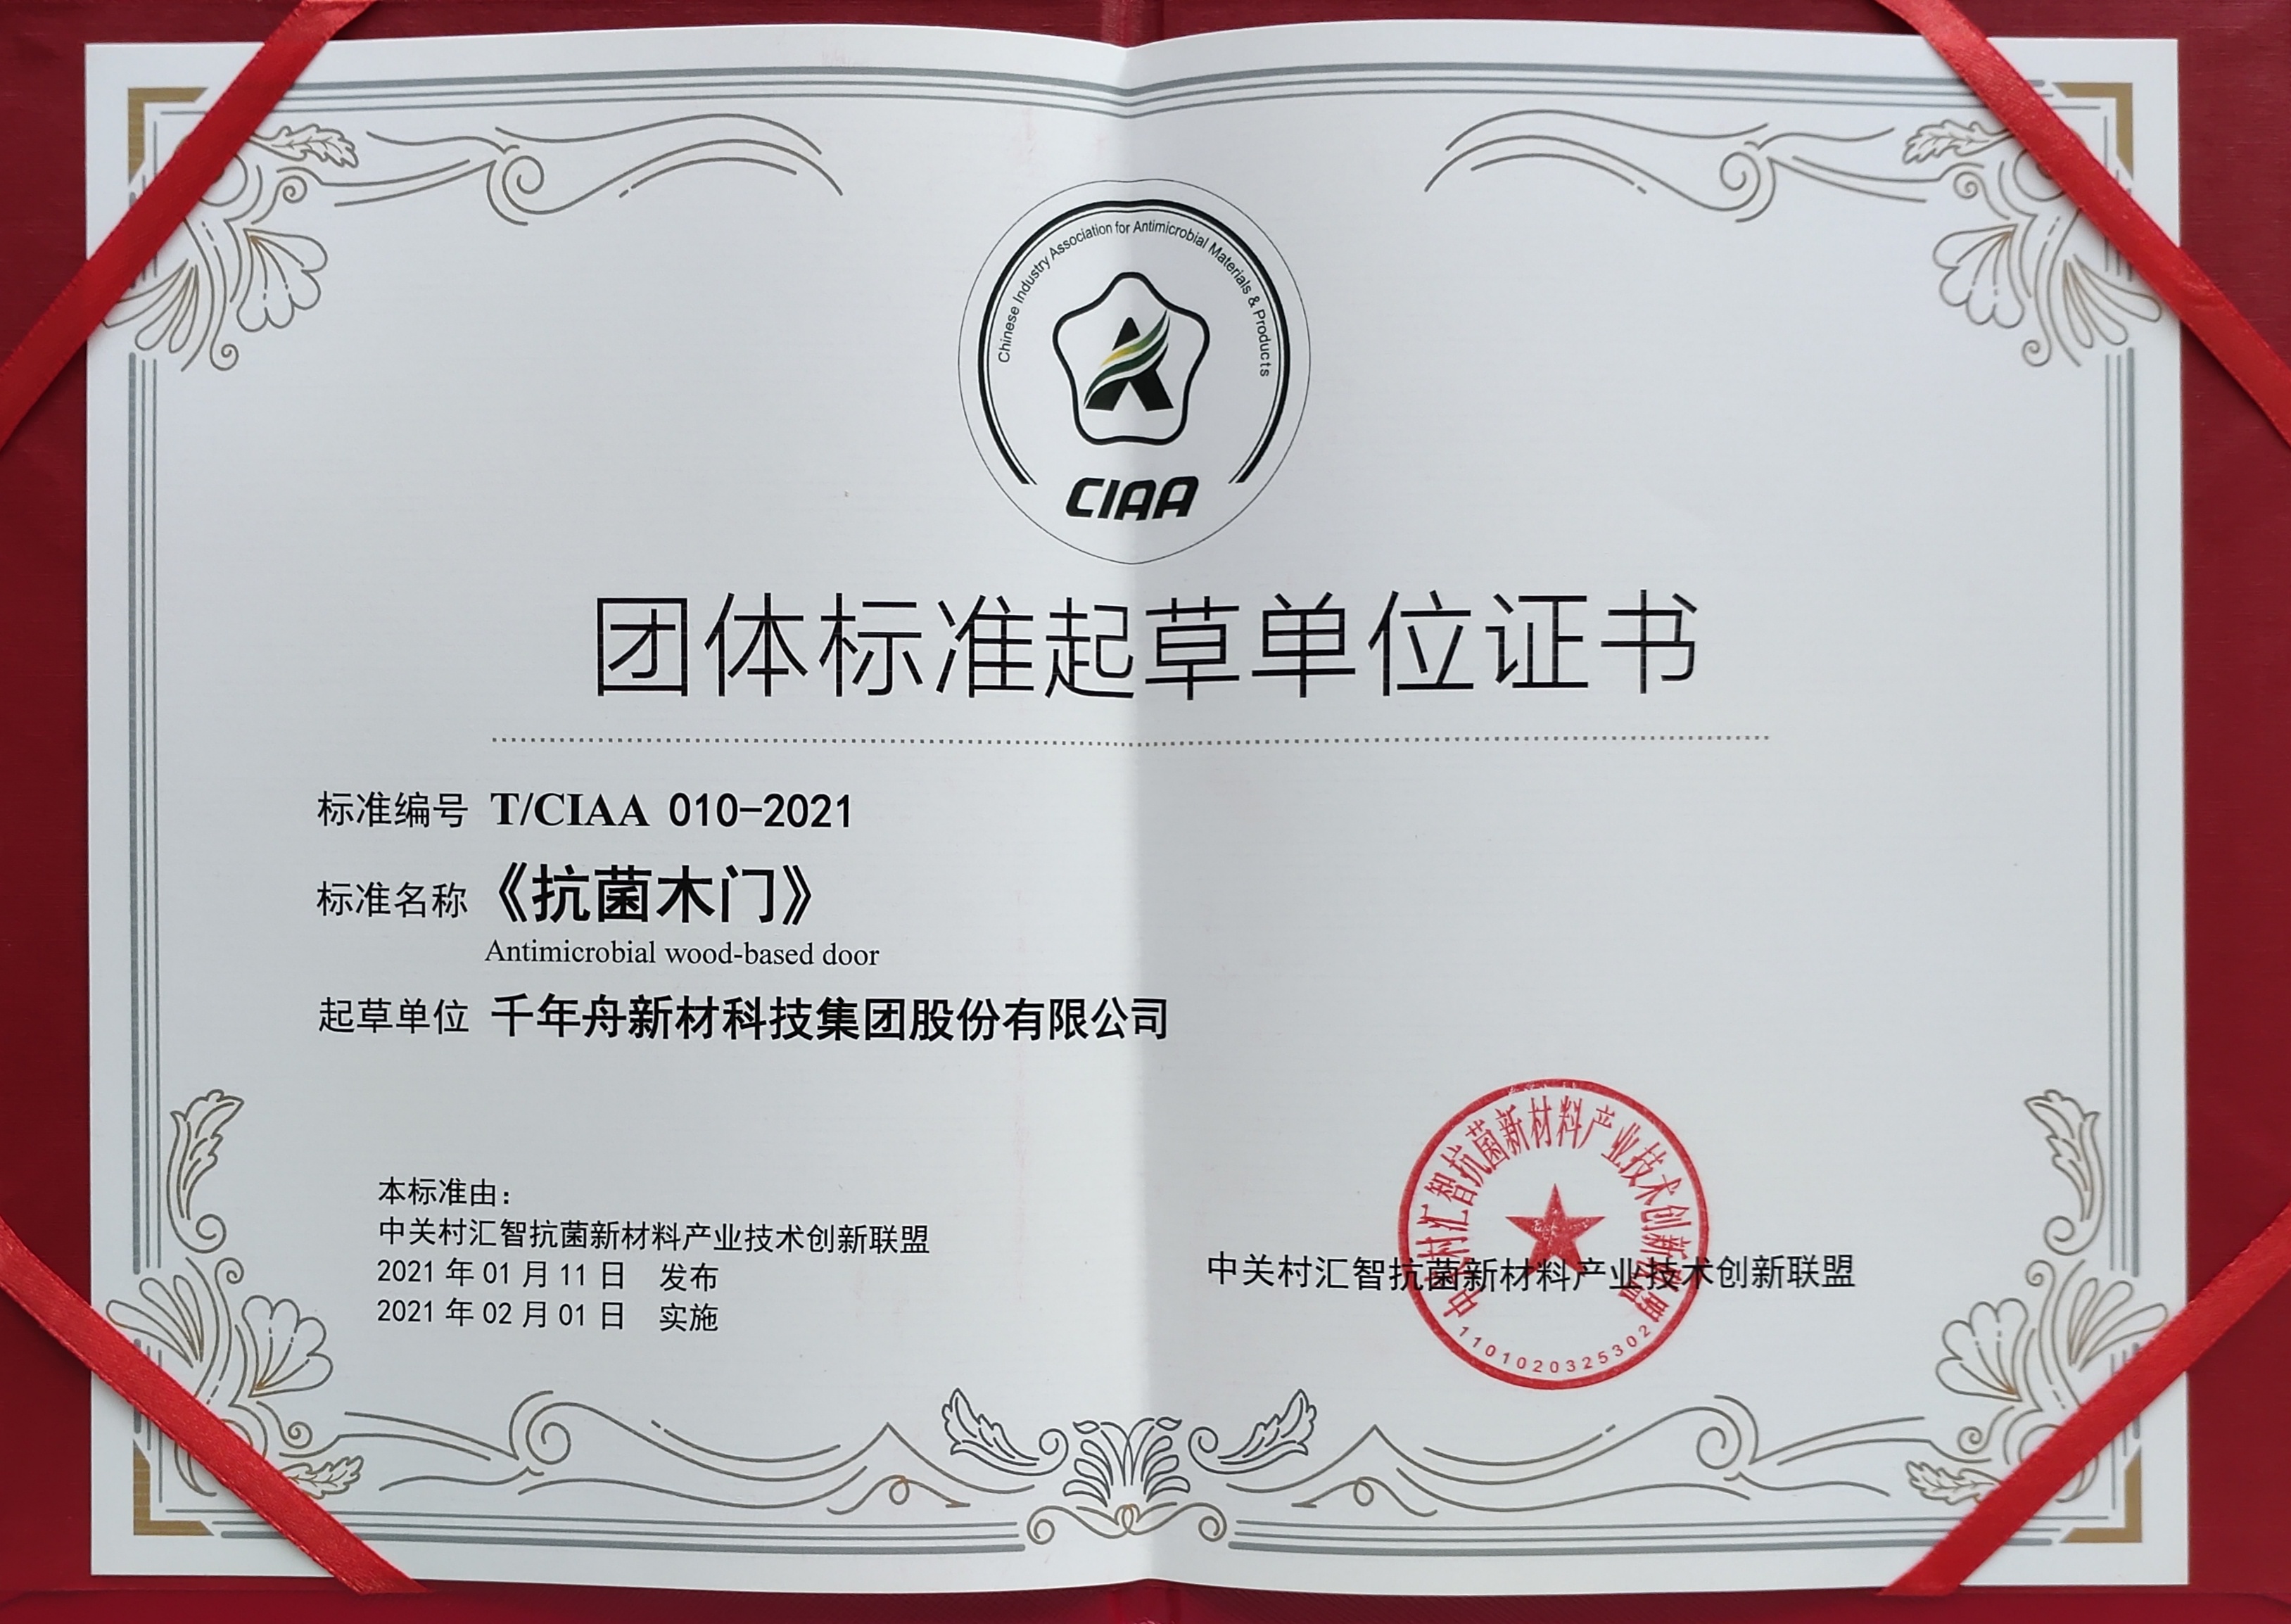 Chinese Industry Association for Antimicrobial Materials & Products
CIAA
团体标准起草单位证书
标准编号 T/CIAA 010-2021
标准名称《抗菌木门》
Antimicrobial wood-based door
起草单位 千年舟新材科技集团股份有限公司
本标准由：
中关村汇智抗菌新材料产业技术创新联盟
2021 年 01 月 11 日 发布
2021 年 02 月 01 日 实施
中关村汇智抗菌新材料产业技术创新联盟
中关村汇智抗菌新材料产业技术创新联盟
1101020325302